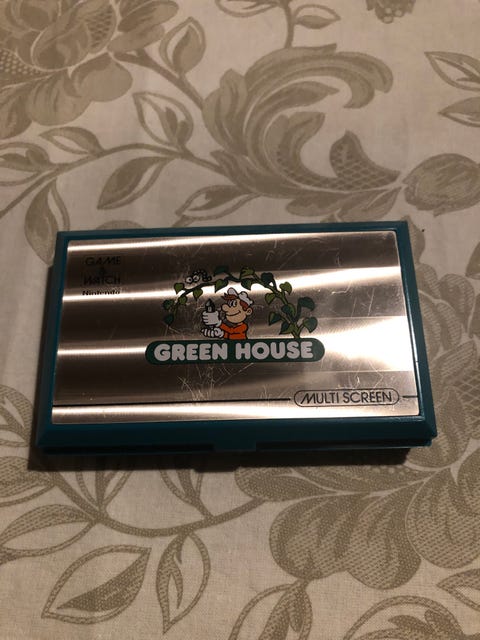 GAME
&
WATCH
Nintendo
GREEN HOUSE
MULTI SCREEN